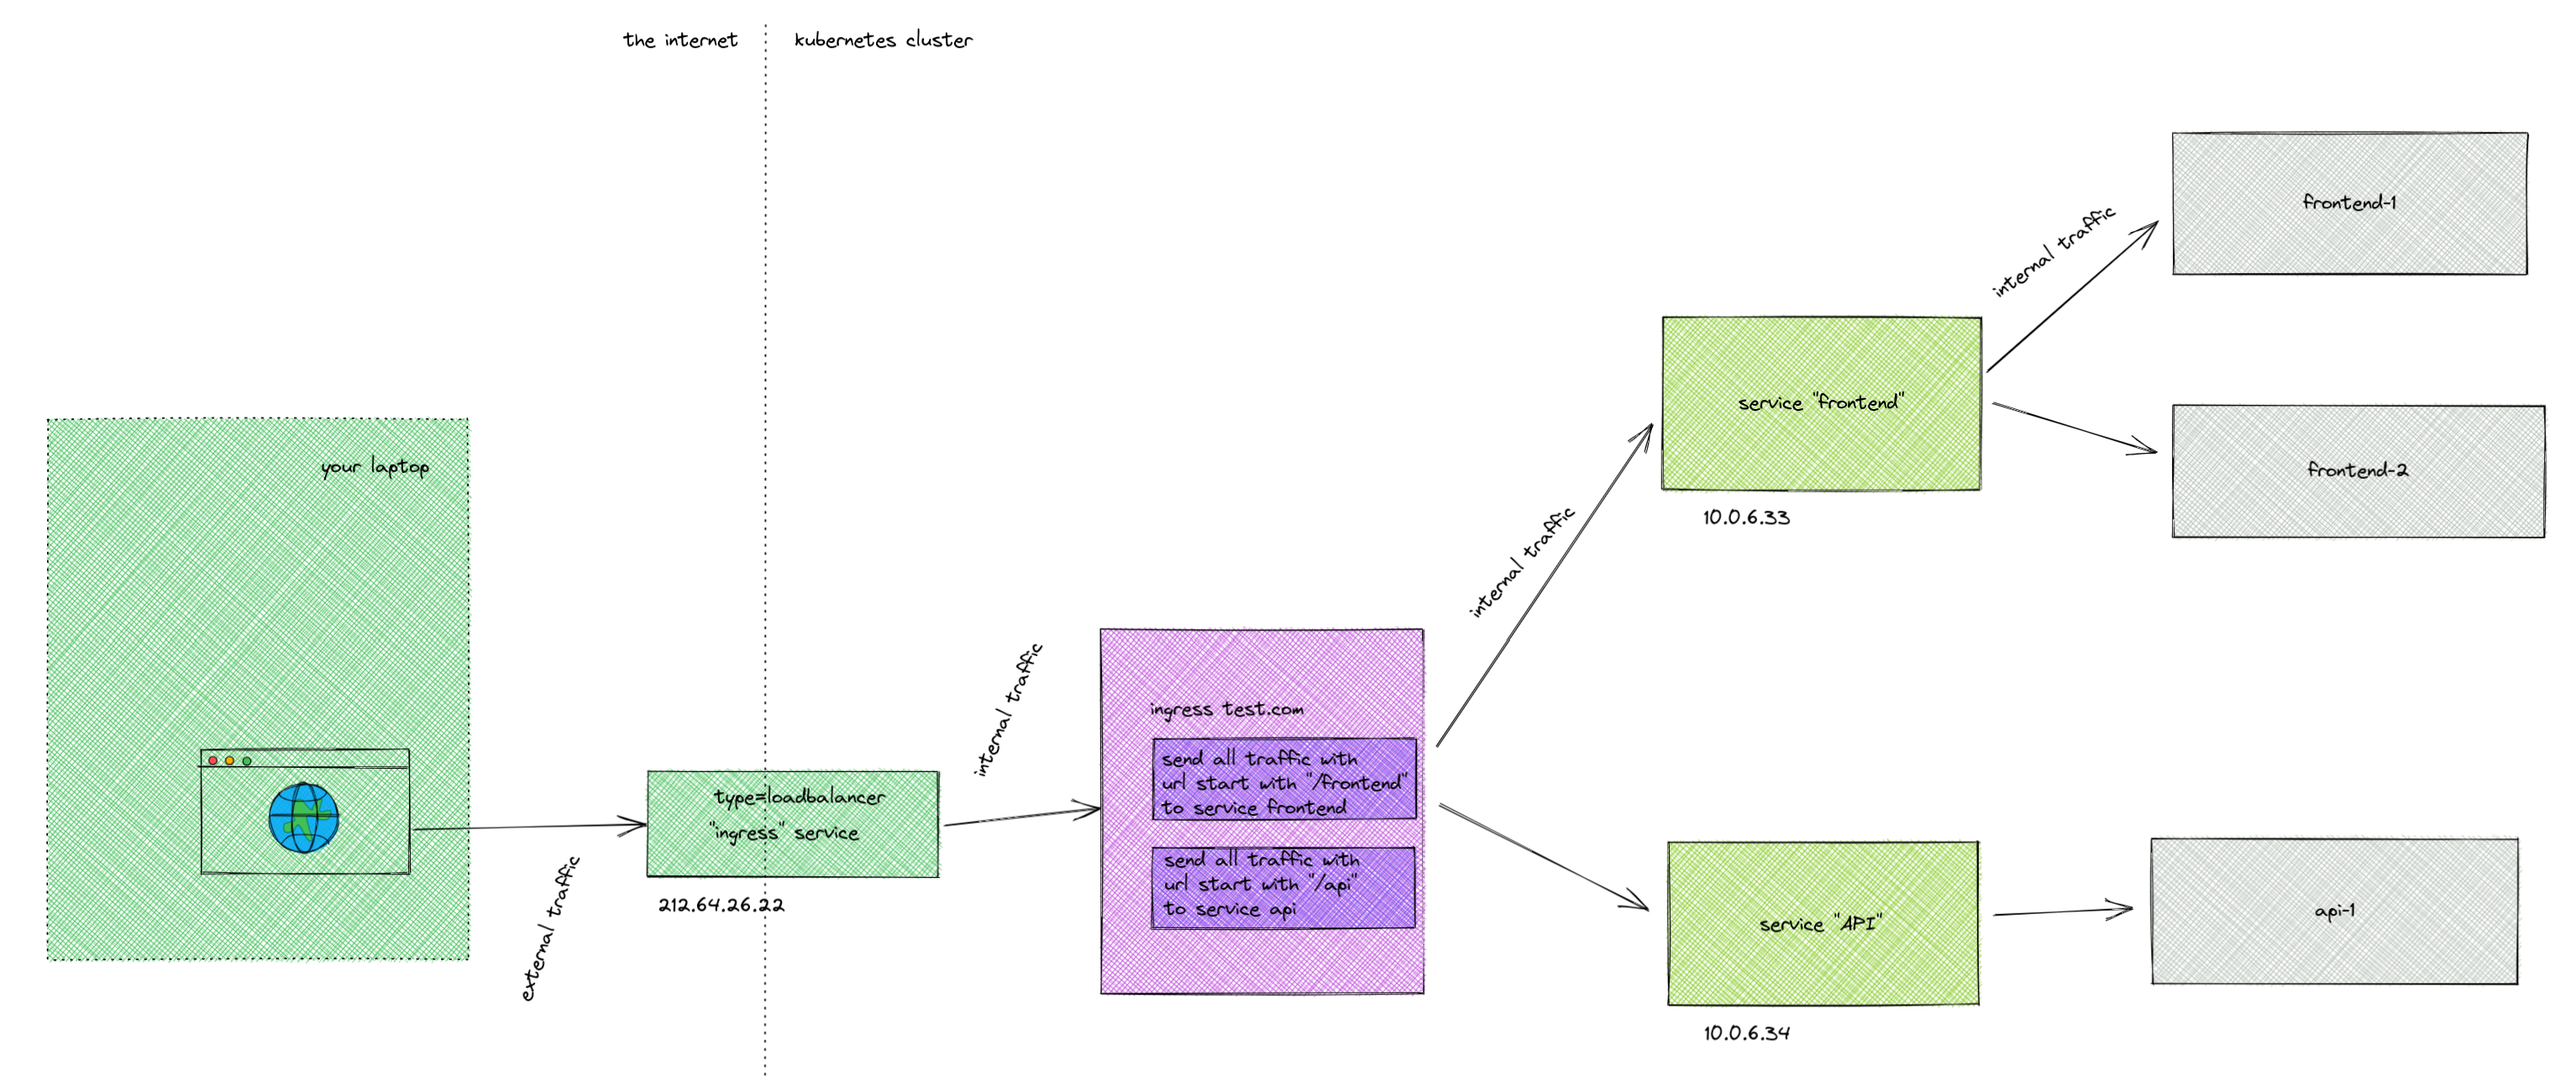 the internet
kubernetes cluster
your laptop
external traffic
type=loadbalancer
"ingress" service
212.64.26.22
internal traffic
ingress test.com
send all traffic with
url start with "/frontend"
to service frontend
send all traffic with
url start with "/api"
to service api
internal traffic
service "frontend"
10.0.6.33
internal traffic
frontend-1
frontend-2
service "API"
10.0.6.34
api-1